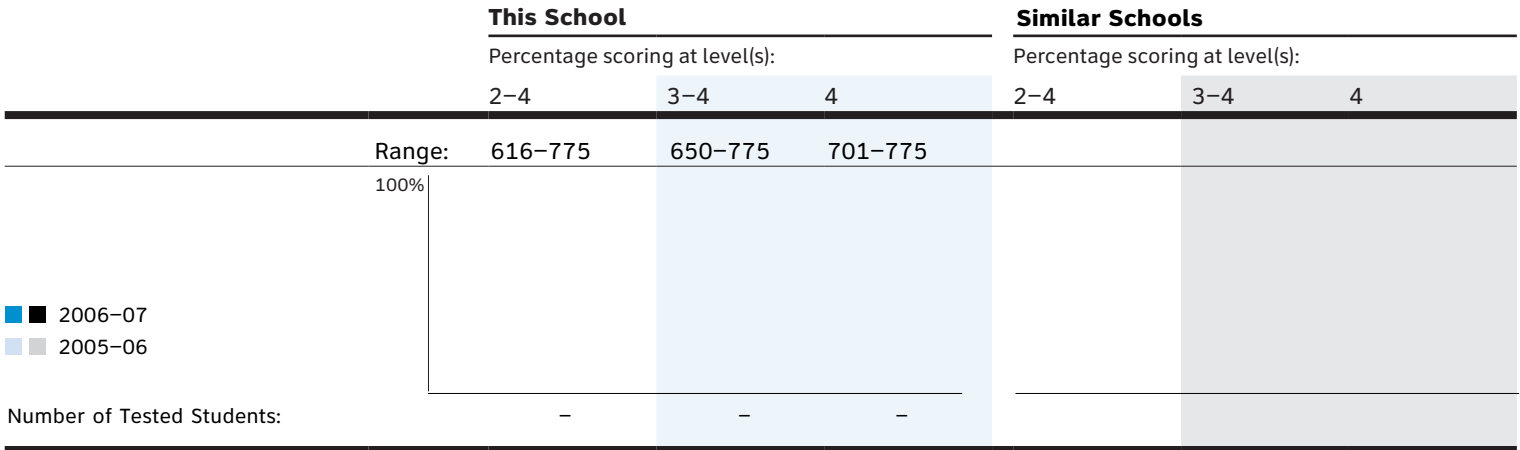 This School Similar Schools
Percentage scoring at level(s): Percentage scoring at level(s):
2–4 3–4 4 2–4 3–4 4
Range: 616–775 650–775 701–775
100%
2006–07
2005–06
Number of Tested Students: – – –